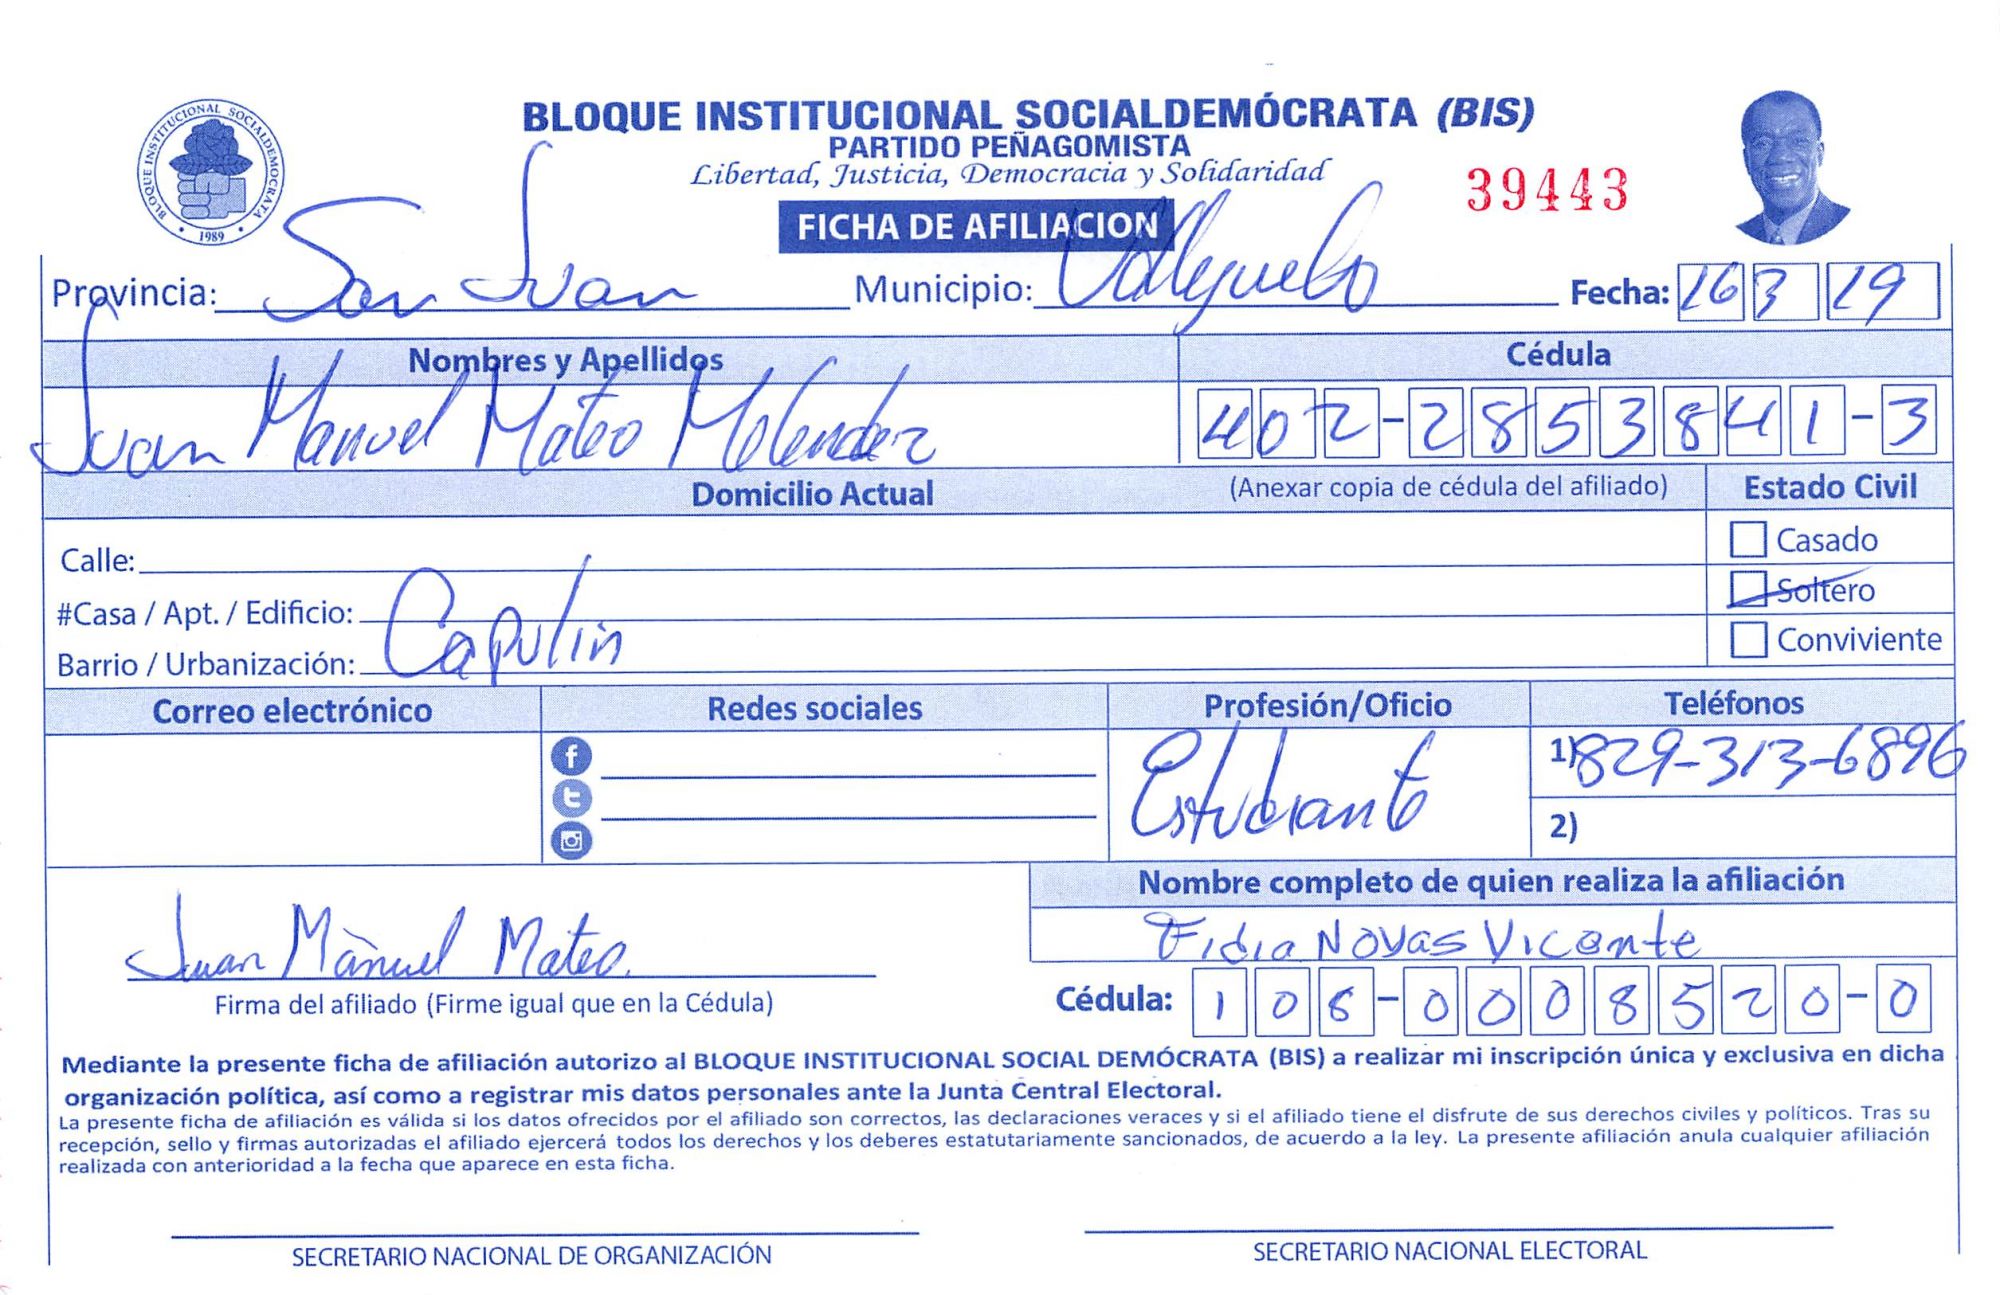 BLOQUE INSTITUCIONAL SOCIALDEMOCRATA
1989
BLOQUE INSTITUCIONAL SOCIALDEMÓCRATA (BIS)
PARTIDO PEÑAGOMISTA
Libertad, Justicia, Democracia y Solidaridad
39443
FICHA DE AFILIACION
Provincia: San Juan Municipio: Vallejuelo Fecha: 16 3 19
Nombres y Apellidos Cédula
Juan Manuel Mateo Melendez 402-2853841-3
Domicilio Actual (Anexar copia de cédula del afiliado) Estado Civil
Calle: Casado
#Casa / Apt. / Edificio: Soltero
Barrio / Urbanización: Capulin Conviviente
Correo electrónico Redes sociales Profesión/Oficio Teléfonos
Estudiante 1) 829-313-6896
2)
Nombre completo de quien realiza la afiliación
Juan Manuel Mateo Fidia Novas Vicente
Firma del afiliado (Firme igual que en la Cédula) Cédula: 108-0008520-0
Mediante la presente ficha de afiliación autorizo al BLOQUE INSTITUCIONAL SOCIAL DEMÓCRATA (BIS) a realizar mi inscripción única y exclusiva en dicha
organización política, así como a registrar mis datos personales ante la Junta Central Electoral.
La presente ficha de afiliación es válida si los datos ofrecidos por el afiliado son correctos, las declaraciones veraces y si el afiliado tiene el disfrute de sus derechos civiles y políticos. Tras su
recepción, sello y firmas autorizadas el afiliado ejercerá todos los derechos y los deberes estatutariamente sancionados, de acuerdo a la ley. La presente afiliación anula cualquier afiliación
realizada con anterioridad a la fecha que aparece en esta ficha.
SECRETARIO NACIONAL DE ORGANIZACIÓN SECRETARIO NACIONAL ELECTORAL